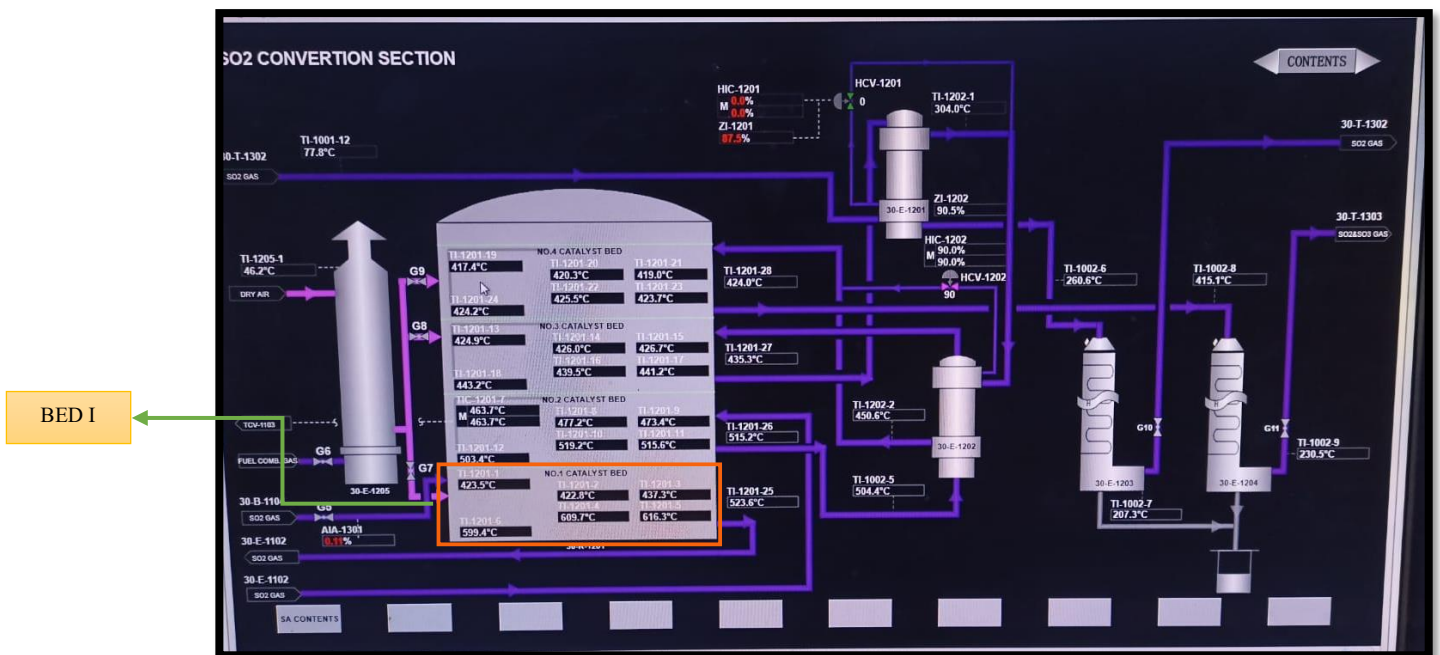 SO2 CONVERTION SECTION
CONTENTS
HIC-1201
M 0.0%
0.0%
ZI-1201
87.5%
HCV-1201
0
TI-1202-1
304.0°C
TI-1001-12
77.8°C
30-T-1302
SO2 GAS
30-T-1302
SO2 GAS
30-E-1201
ZI-1202
90.5%
30-T-1303
SO2&SO3 GAS
HIC-1202
M 90.0%
90.0%
HCV-1202
90
TI-1205-1
46.2°C
DRY AIR
G9
TI-1201-19
417.4°C
NO.4 CATALYST BED
TI-1201-20
420.3°C
TI-1201-21
419.0°C
TI-1201-22
425.5°C
TI-1201-23
423.7°C
TI-1201-24
424.2°C
TI-1201-28
424.0°C
TI-1002-6
260.6°C
TI-1002-8
415.1°C
G8
TI-1201-13
424.9°C
NO.3 CATALYST BED
TI-1201-14
426.0°C
TI-1201-15
426.7°C
TI-1201-16
439.5°C
TI-1201-17
441.2°C
TI-1201-18
443.2°C
TI-1201-27
435.3°C
BED I
TIC-1201-7
M 463.7°C
463.7°C
NO.2 CATALYST BED
TI-1201-8
477.2°C
TI-1201-9
473.4°C
TI-1201-10
519.2°C
TI-1201-11
515.6°C
TI-1201-12
503.4°C
TI-1201-26
515.2°C
TI-1202-2
450.6°C
30-E-1202
G10
G11
TI-1002-9
230.5°C
TCV-1103
FUEL COMB. GAS
G6
G7
30-E-1205
TI-1201-1
423.5°C
NO.1 CATALYST BED
TI-1201-2
422.8°C
TI-1201-3
437.3°C
TI-1201-4
609.7°C
TI-1201-5
616.3°C
TI-1201-6
599.4°C
TI-1201-25
523.6°C
TI-1002-5
504.4°C
30-E-1203
30-E-1204
TI-1002-7
207.3°C
SO2 GAS
G5
AIA-1301
0.11%
30-E-1102
SO2 GAS
30-E-1102
SO2 GAS
SA CONTENTS